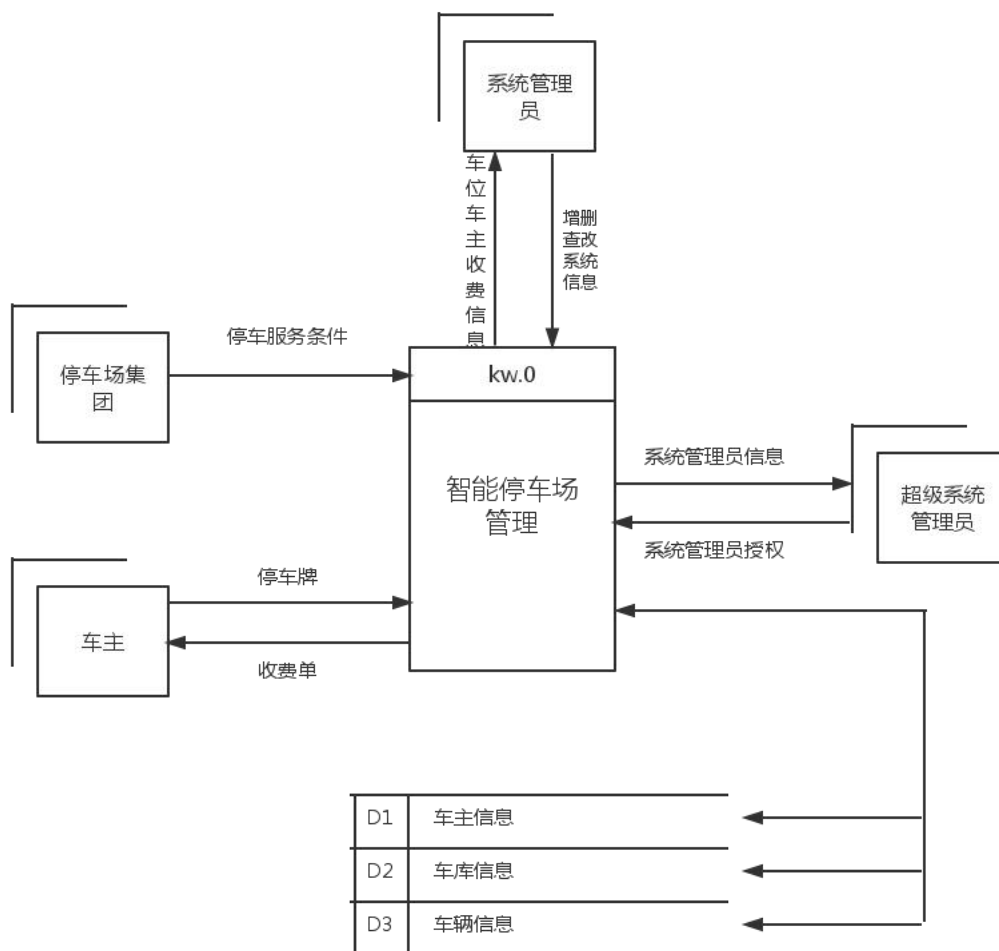 系统管理
员
车位车主收费信息
增删
查改
系统
信息
停车服务条件
停车场集
团
kw.0
智能停车场
管理
系统管理员信息
超级系统
管理员
系统管理员授权
停车牌
车主
收费单
D1 车主信息
D2 车库信息
D3 车辆信息